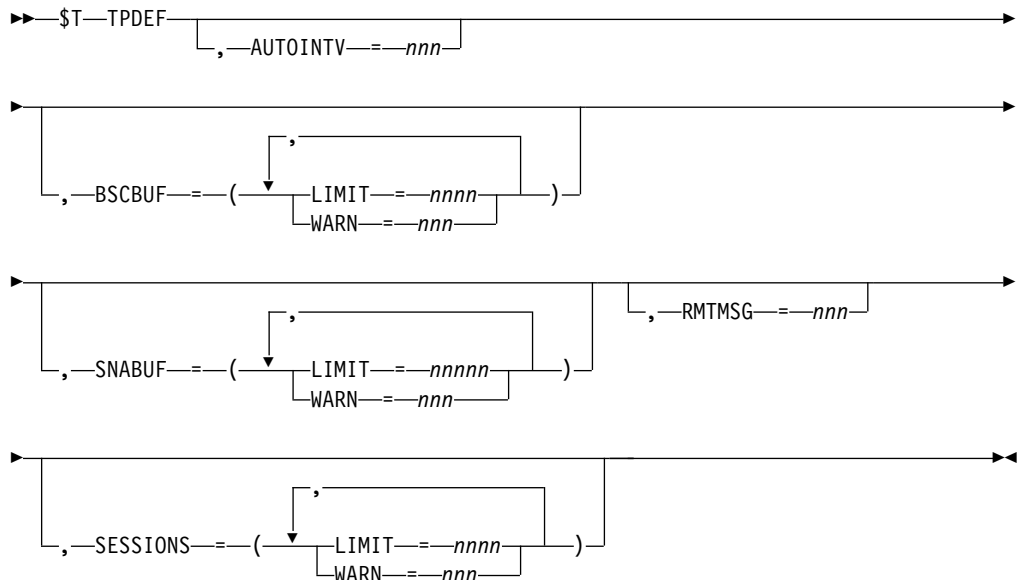 $T TPDEF
, AUTOINTV = nnn
,
, BSCBUF = ( LIMIT = nnnn )
WARN = nnn
,
, SNABUF = ( LIMIT = nnnnn )
WARN = nnn
, RMTMSG = nnn
,
, SESSIONS = ( LIMIT = nnnn )
WARN = nnn